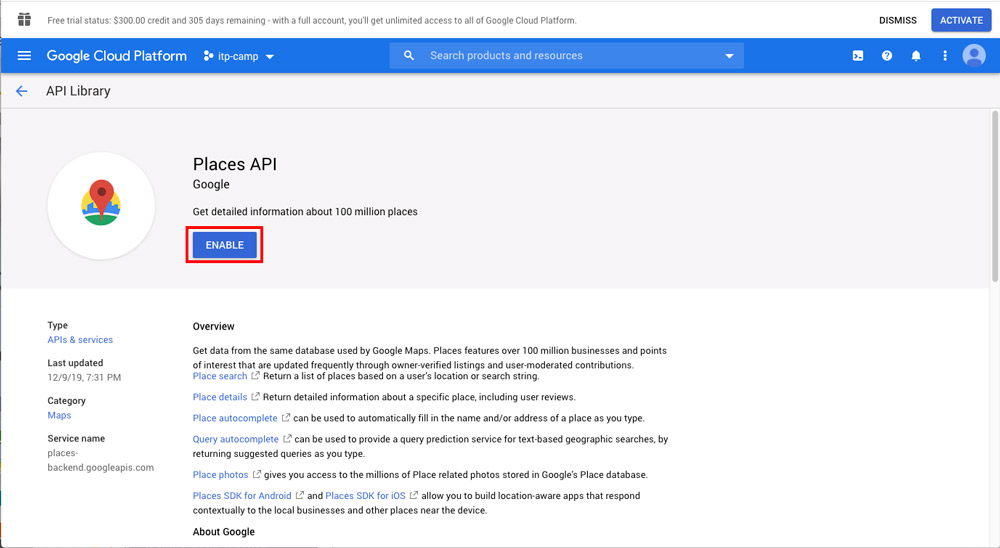 Free trial status: $300.00 credit and 305 days remaining - with a full account, you'll get unlimited access to all of Google Cloud Platform.
DISMISS
ACTIVATE
Google Cloud Platform
itp-camp
Search products and resources
API Library
Places API
Google
Get detailed information about 100 million places
ENABLE
Type
APIs & services
Last updated
12/9/19, 7:31 PM
Category
Maps
Service name
places-
backend.googleapis.com
Overview
Get data from the same database used by Google Maps. Places features over 100 million businesses and points
of interest that are updated frequently through owner-verified listings and user-moderated contributions.
Place search Return a list of places based on a user's location or search string.
Place details Return detailed information about a specific place, including user reviews.
Place autocomplete can be used to automatically fill in the name and/or address of a place as you type.
Query autocomplete can be used to provide a query prediction service for text-based geographic searches, by
returning suggested queries as you type.
Place photos gives you access to the millions of Place related photos stored in Google's Place database.
Places SDK for Android and Places SDK for iOS allow you to build location-aware apps that respond
contextually to the local businesses and other places near the device.
About Google